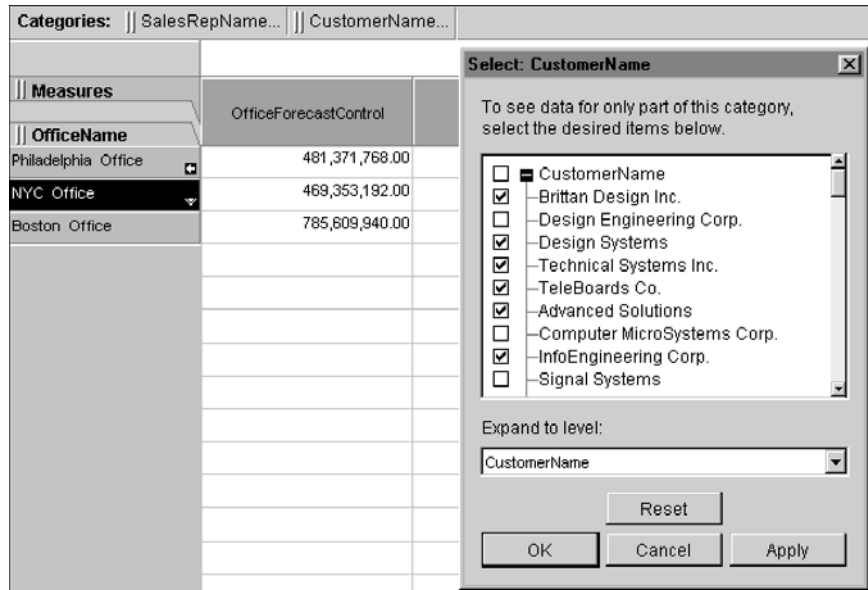 Categories: SalesRepName... CustomerName...
Measures
OfficeName
OfficeForecastControl
Philadelphia Office 481,371,768.00
NYC Office 469,353,192.00
Boston Office 785,609,940.00
Select: CustomerName
To see data for only part of this category,
select the desired items below.
CustomerName
Brittan Design Inc.
Design Engineering Corp.
Design Systems
Technical Systems Inc.
TeleBoards Co.
Advanced Solutions
Computer MicroSystems Corp.
InfoEngineering Corp.
Signal Systems
Expand to level:
CustomerName
Reset
OK Cancel Apply